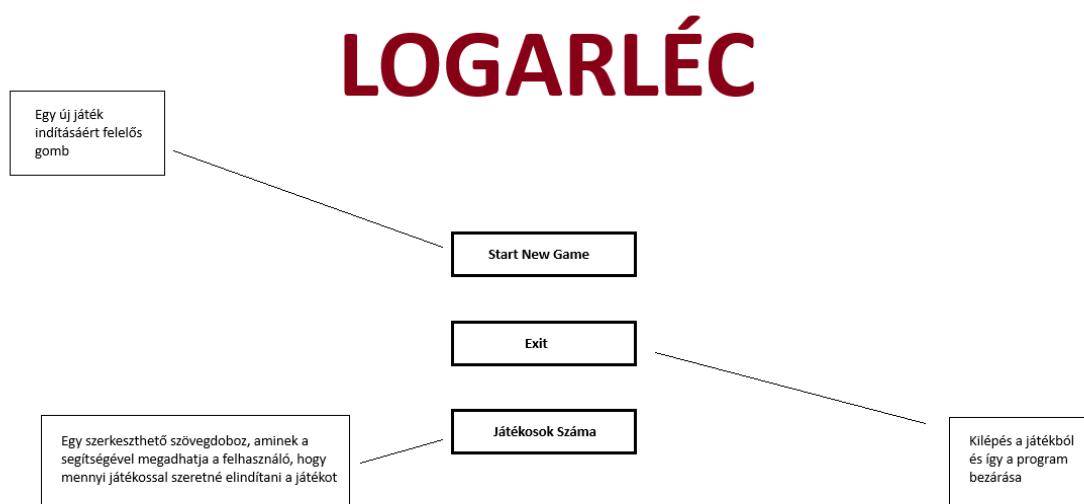 LOGARLÉC
Egy új játék
indításáért felelős
gomb
Start New Game
Exit
Játékosok Száma
Egy szerkeszthető szövegdoboz, aminek a
segítségével megadhatja a felhasználó, hogy
mennyi játékossal szeretné elindítani a játékot
Kilépés a játékból
és így a program
bezárása